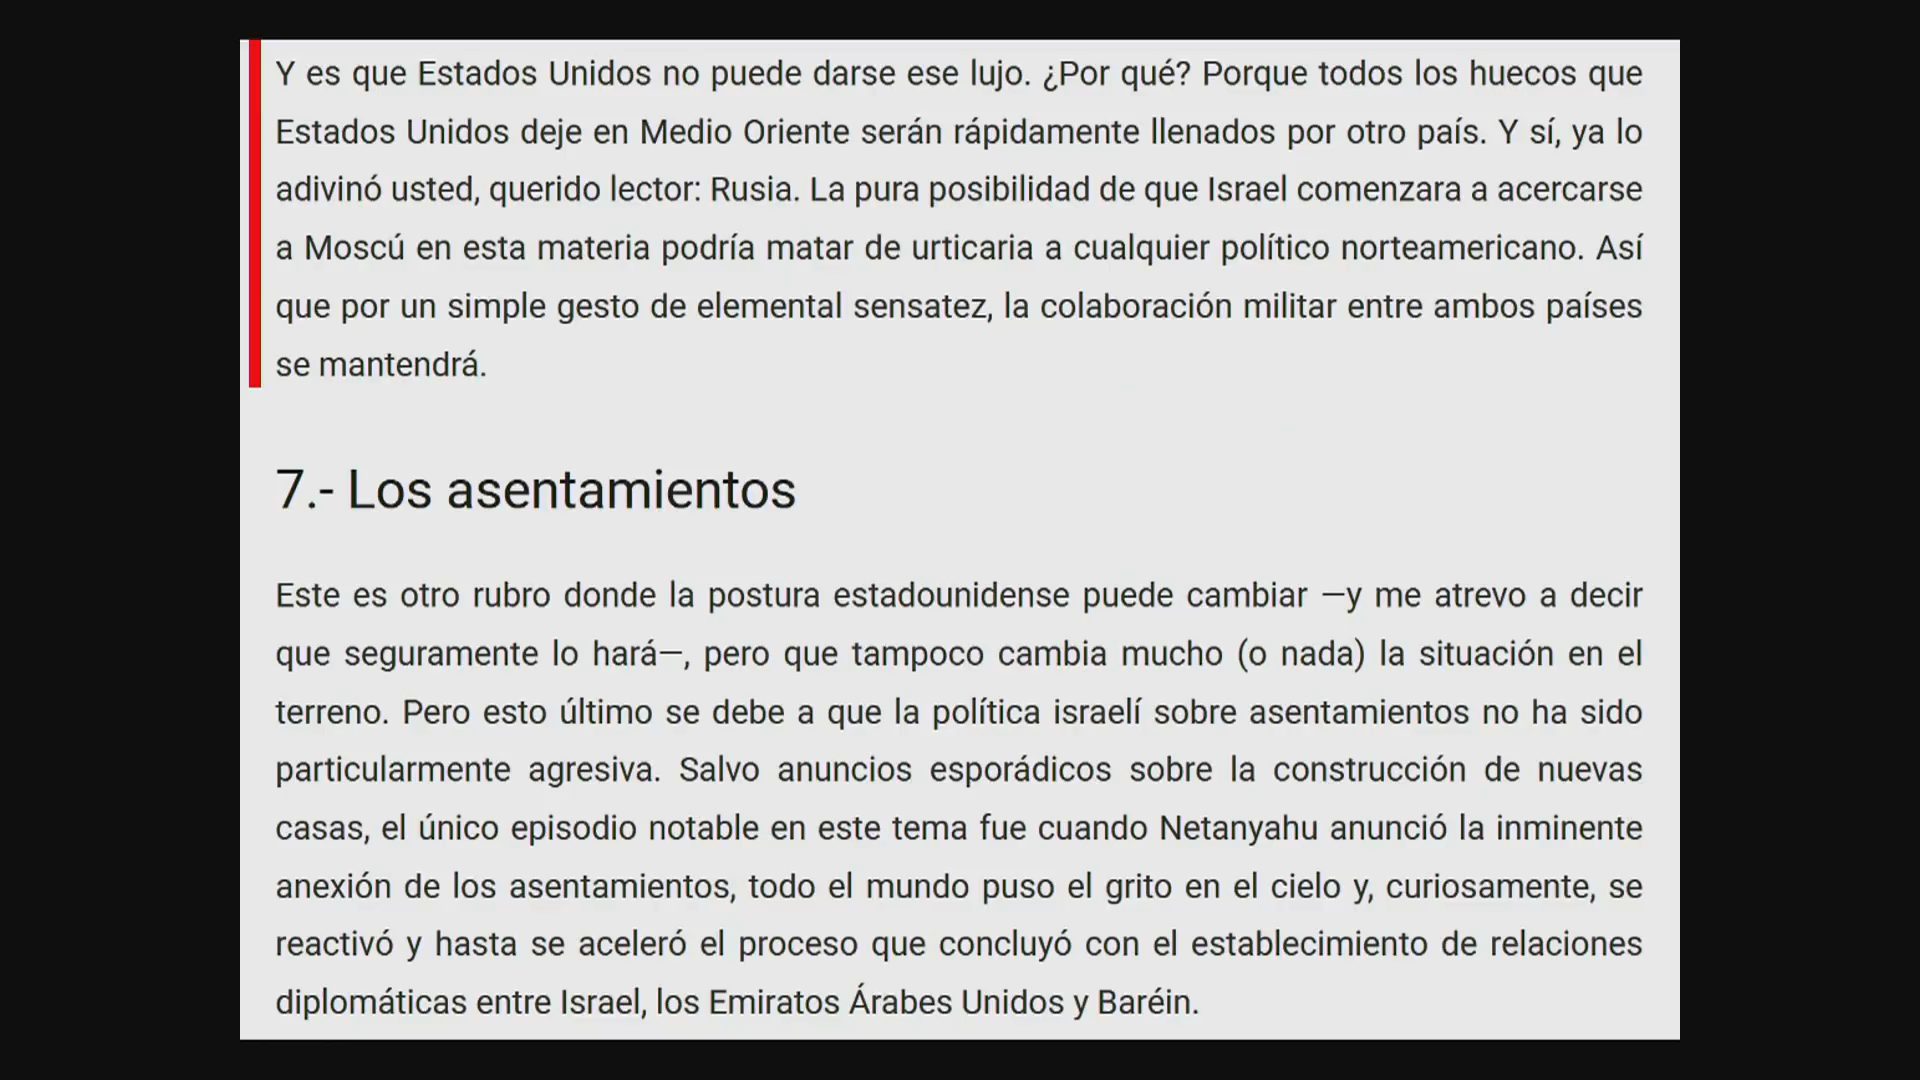 Y es que Estados Unidos no puede darse ese lujo. ¿Por qué? Porque todos los huecos que
Estados Unidos deje en Medio Oriente serán rápidamente llenados por otro país. Y sí, ya lo
adivinó usted, querido lector: Rusia. La pura posibilidad de que Israel comenzara a acercarse
a Moscú en esta materia podría matar de urticaria a cualquier político norteamericano. Así
que por un simple gesto de elemental sensatez, la colaboración militar entre ambos países
se mantendrá.
7.- Los asentamientos
Este es otro rubro donde la postura estadounidense puede cambiar —y me atrevo a decir
que seguramente lo hará—, pero que tampoco cambia mucho (o nada) la situación en el
terreno. Pero esto último se debe a que la política israelí sobre asentamientos no ha sido
particularmente agresiva. Salvo anuncios esporádicos sobre la construcción de nuevas
casas, el único episodio notable en este tema fue cuando Netanyahu anunció la inminente
anexión de los asentamientos, todo el mundo puso el grito en el cielo y, curiosamente, se
reactivó y hasta se aceleró el proceso que concluyó con el establecimiento de relaciones
diplomáticas entre Israel, los Emiratos Árabes Unidos y Baréin.